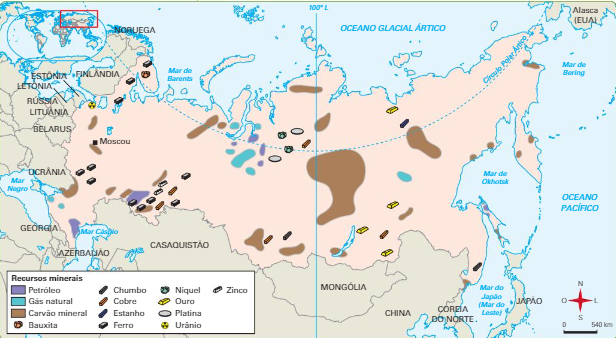 100° L
Alasca
(EUA)
NORUEGA
OCEANO GLACIAL ÁRTICO
Círculo Polar Ártico
Mar de
Bering
Mar de
Barents
FINLÂNDIA
ESTÔNIA
LETÔNIA
RÚSSIA
LITUÂNIA
BELARUS
Moscou
UCRÂNIA
Mar
Negro
Mar de
Okhotsk
OCEANO
PACÍFICO
GEORGIA
Mar Cáspio
AZERBAIJÃO
CASAQUISTÃO
MONGÓLIA
CHINA
COREIA
DO NORTE
Mar do
Japão
(Mar do
Leste)
JAPÃO
N
O L
S
0 540 km
Recursos minerais
Petróleo
Gás natural
Carvão mineral
Bauxita
Chumbo
Cobre
Estanho
Ferro
Níquel
Ouro
Platina
Urânio
Zinco